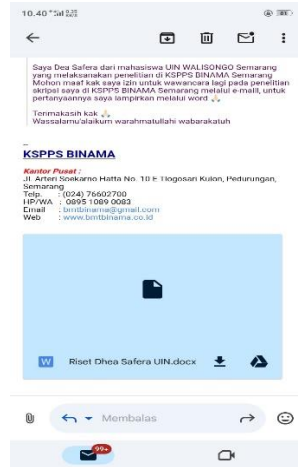 10.40
Saya Dea Safera dari mahasiswa UIN WALISONGO Semarang
yang melaksanakan penelitian di KSPPS BINAMA Semarang
Mohon maaf kak saya izin untuk wawancara lagi pada penelitian
skripsi saya di KSPPS BINAMA Semarang melalui e-mail, untuk
pertanyaannya saya lampirkan melalui word 🙏🏻
Terimakasih kak 🙏🏻
Wassalamu'alaikum warahmatullahi wabarakatuh
--
KSPPS BINAMA
Kantor Pusat :
Jl. Arteri Soekarno Hatta No. 10 E Tlogosari Kulon, Pedurungan,
Semarang
Telp. : (024) 76602700
HP/WA : 0895 1089 0083
Email : bmtbinama@gmail.com
Web : www.bmtbinama.co.id
W Riset Dhea Safera UIN.docx
Membalas
99+